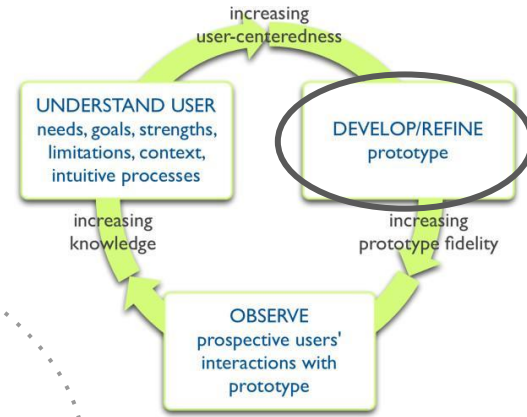 increasing
user-centeredness
UNDERSTAND USER
needs, goals, strengths,
limitations, context,
intuitive processes
DEVELOP/REFINE
prototype
increasing
knowledge
increasing
prototype fidelity
OBSERVE
prospective users'
interactions with
prototype